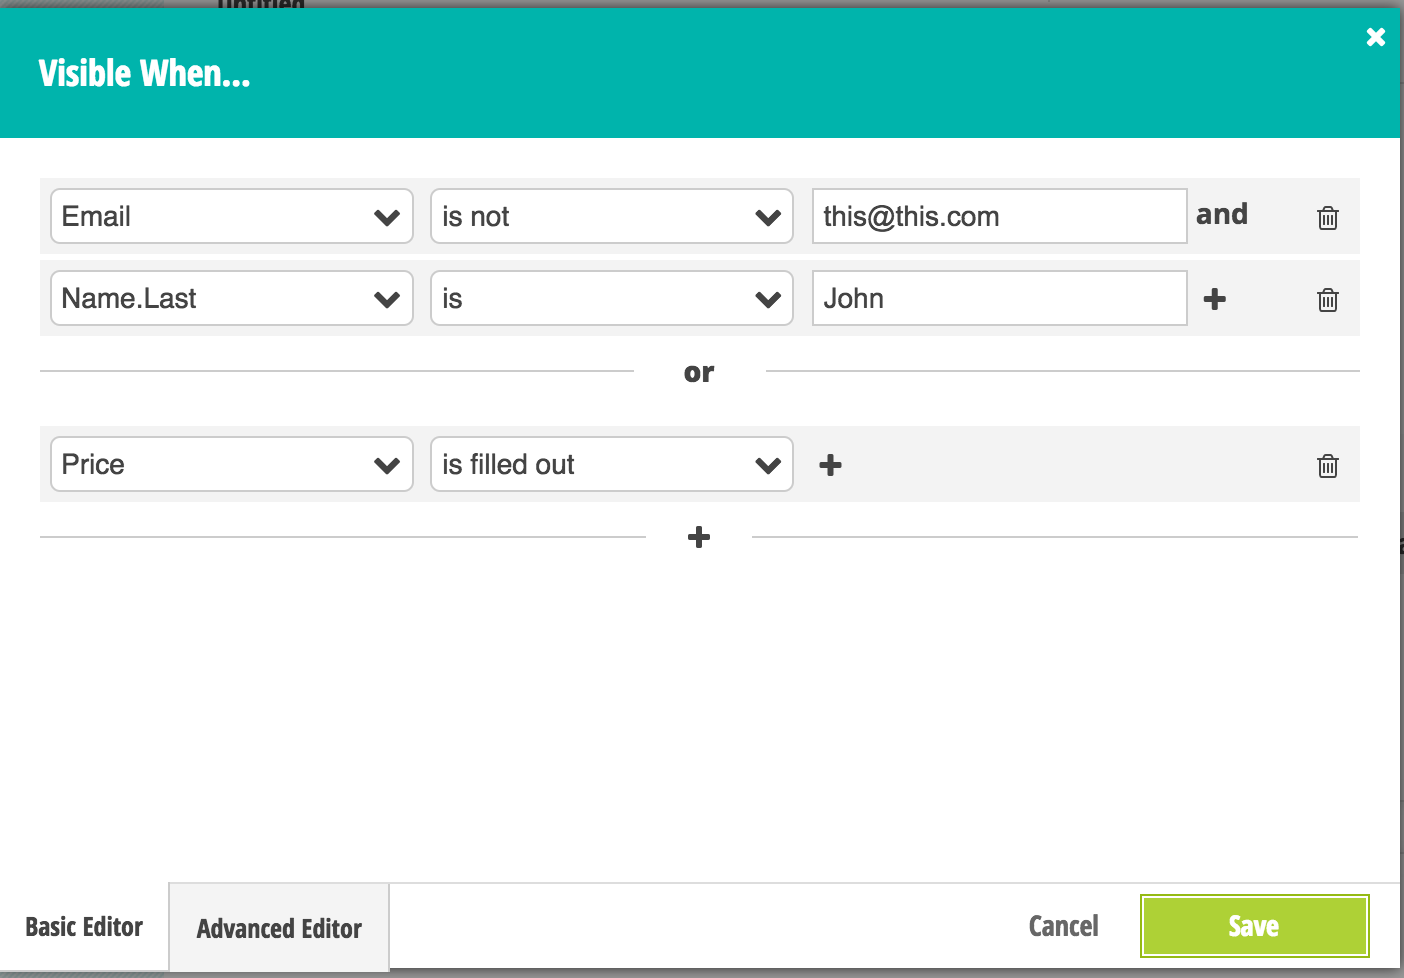 Untitled
Visible When...
Email is not this@this.com and
Name.Last is John
or
Price is filled out
Basic Editor Advanced Editor Cancel Save